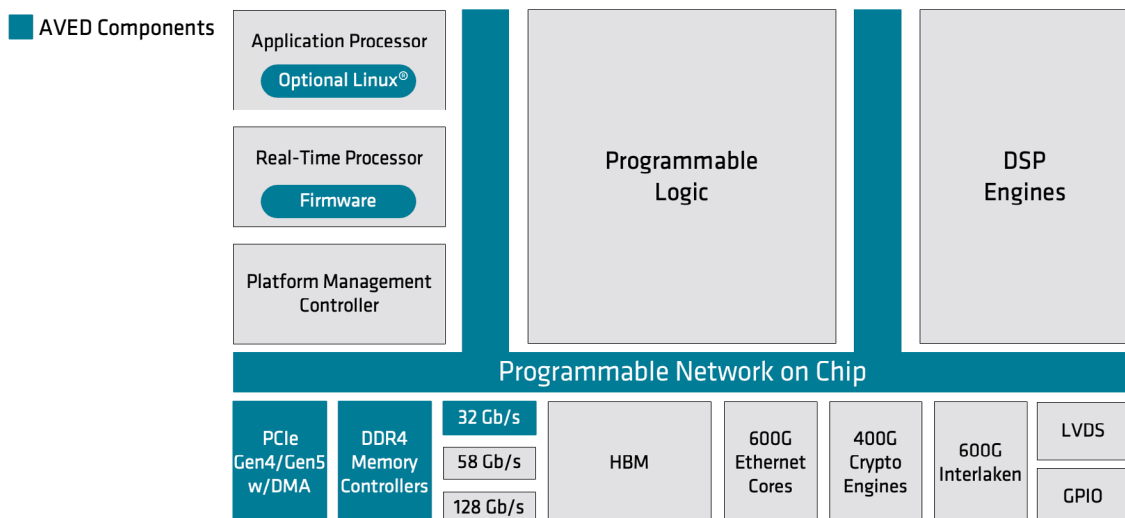 AVED Components
Application Processor
Optional Linux®
Real-Time Processor
Firmware
Platform Management
Controller
Programmable
Logic
DSP
Engines
Programmable Network on Chip
PCIe
Gen4/Gen5
w/DMA
DDR4
Memory
Controllers
32 Gb/s
58 Gb/s
128 Gb/s
HBM
600G
Ethernet
Cores
400G
Crypto
Engines
600G
Interlaken
LVDS
GPIO